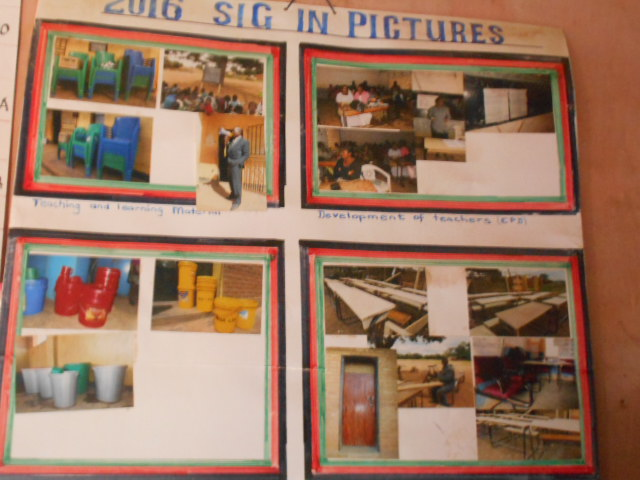 2016 SIG IN PICTURES
Teaching and learning Material
Development of teachers (CPD)
O
A